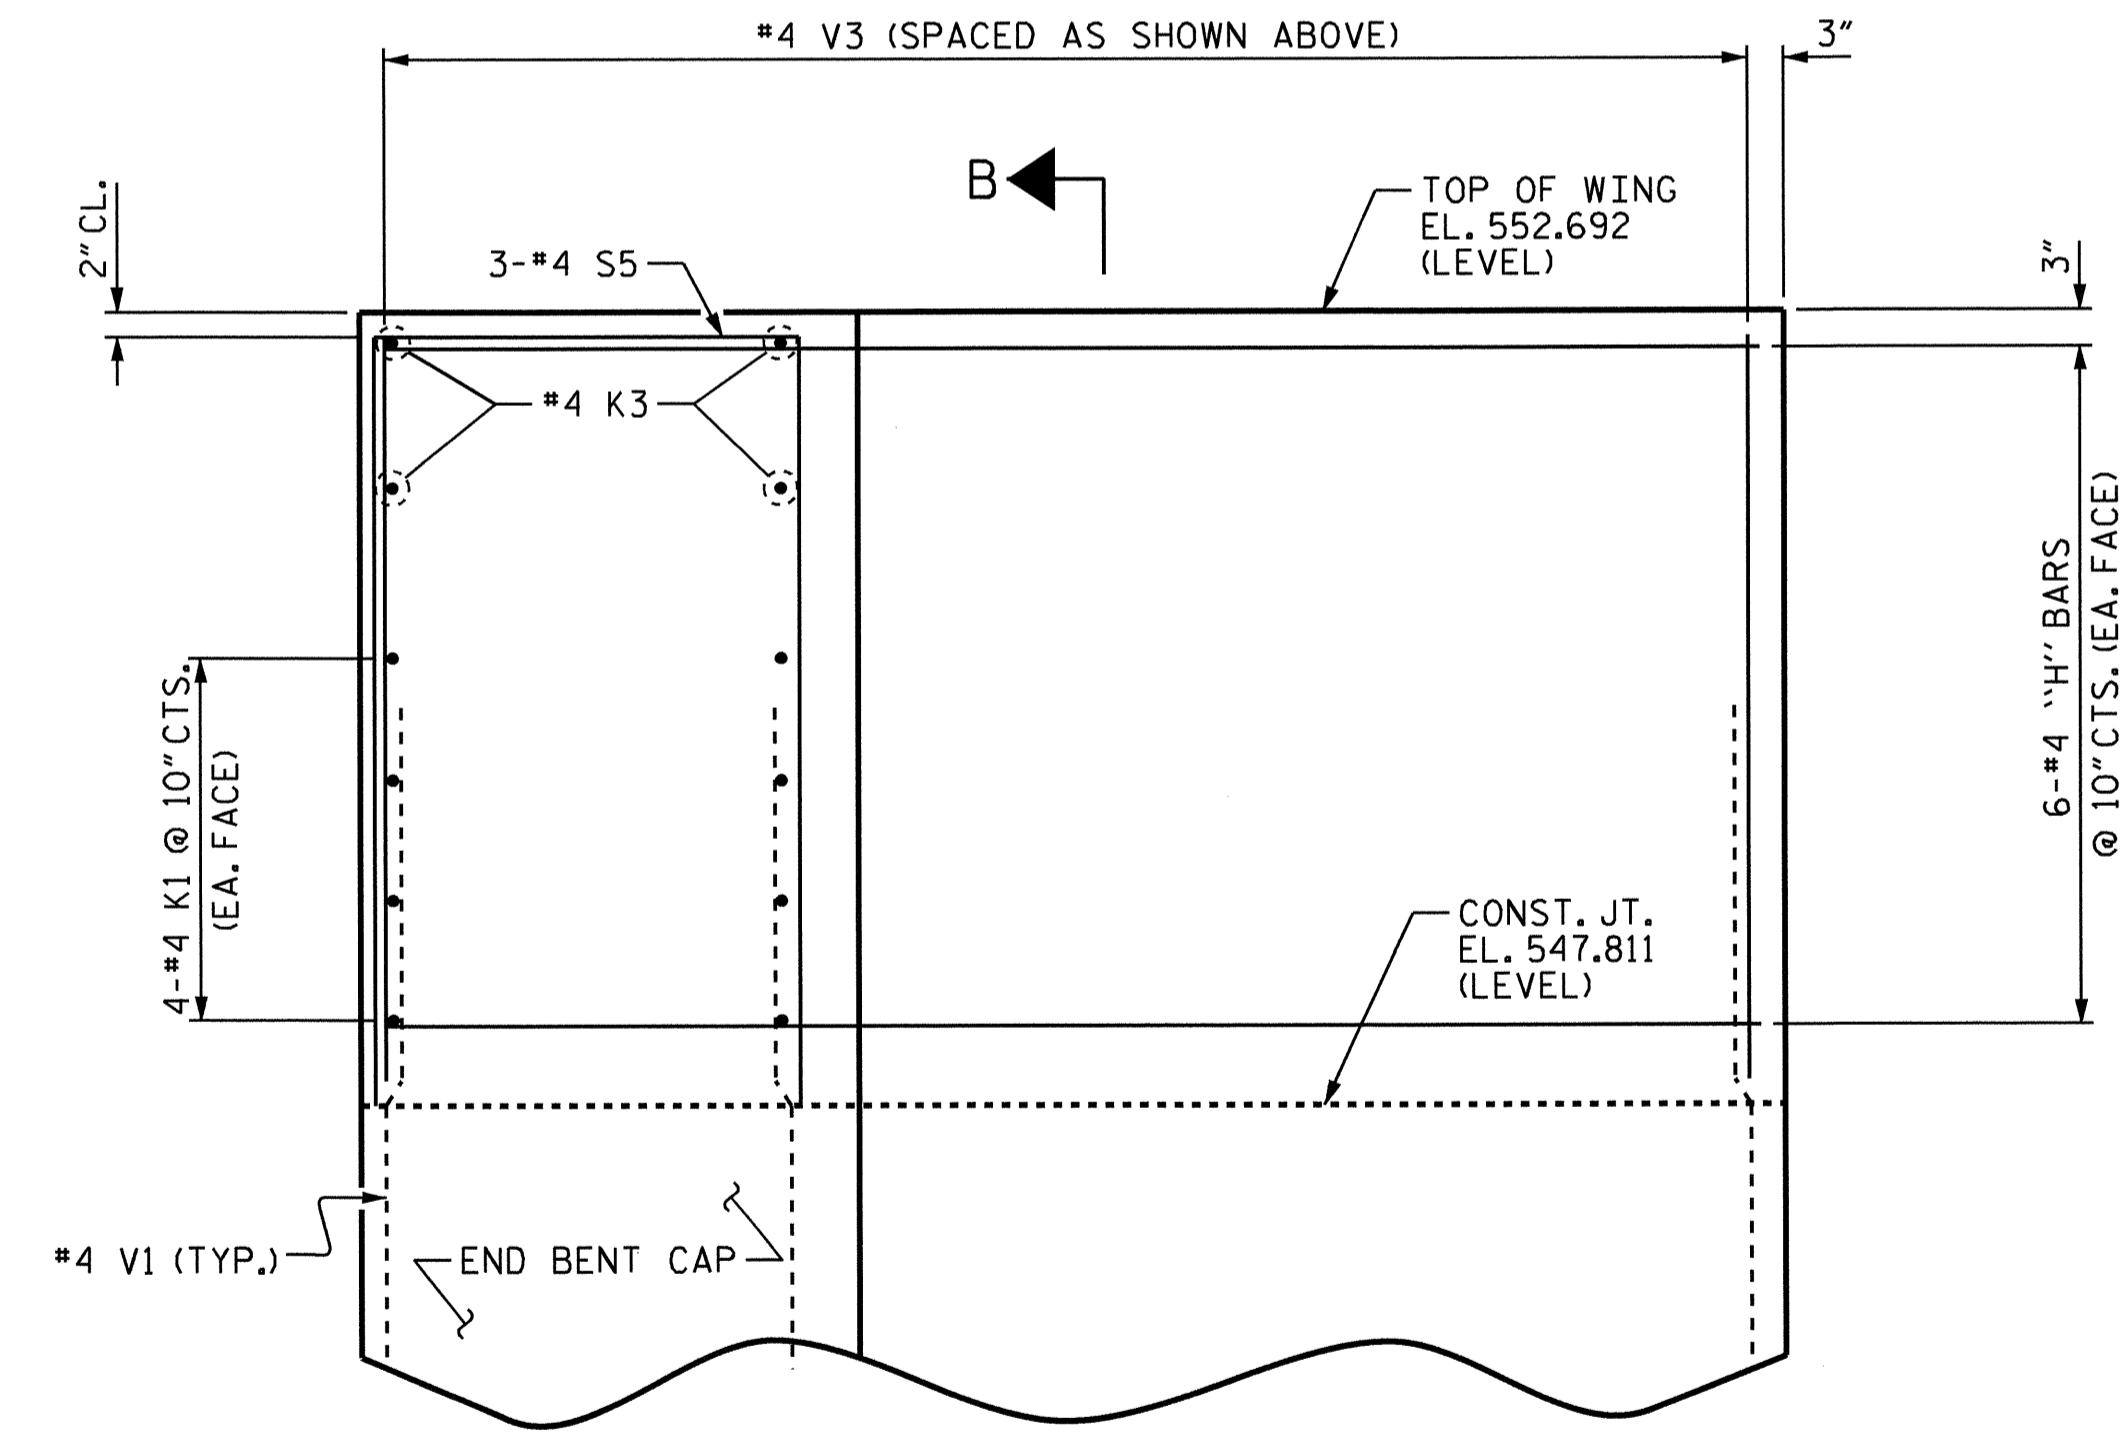 #4 V3 (SPACED AS SHOWN ABOVE)
3"
B
TOP OF WING
EL. 552.692
(LEVEL)
2" CL.
3-#4 S5
3"
#4 K3
4-#4 K1 @ 10" CTS.
(EA. FACE)
6-#4 ``H'' BARS
@ 10" CTS. (EA. FACE)
CONST. JT.
EL. 547.811
(LEVEL)
#4 V1 (TYP.)
END BENT CAP